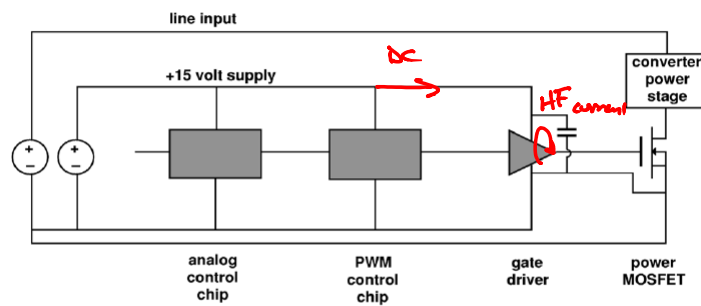 line input
DC
+15 volt supply
converter
power
stage
HF current
+
−
+
−
analog
control
chip
PWM
control
chip
gate
driver
power
MOSFET